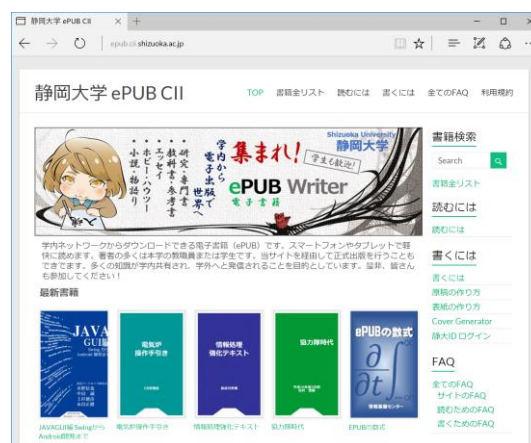 静岡大学 ePUB CII
epub.cii.shizuoka.ac.jp
静岡大学 ePUB CII
TOP 書籍全リスト 読むには 書くには 全てのFAQ 利用規約
学内から
電子出版で
世界へ
・研究・専門書
・教科書・参考書
・エッセイ
・ホビー・ハウツー
・小説・物語り
集まれ!
Shizuoka University
静岡大学
学生も歓迎!
ePUB Writer
電子書籍
学内ネットワークからダウンロードできる電子書籍（ePUB）です。スマートフォンやタブレットで軽
快に読めます。著者の多くは本学の教職員または学生です。当サイトを経由して正式出版を行うことも
できてます。多くの知識が学内共有され、学外へと発信されることを目的としています。是非、皆さん
も参加してください！
最新書籍
JAVA
GUI編
電気炉
操作手引き
情報処理
強化テキスト
協力隊時代
ePUBの数式
情報基盤センター
JAVAGUI編 Swingから
Android開発まで
電気炉操作手引き
情報処理強化テキスト
協力隊時代
EPUBの数式
書籍検索
Search
書籍全リスト
読むには
読むには
書くには
書くには
原稿の作り方
表紙の作り方
Cover Generator
静大ID ログイン
FAQ
全てのFAQ
サイトのFAQ
読むためのFAQ
書くためのFAQ